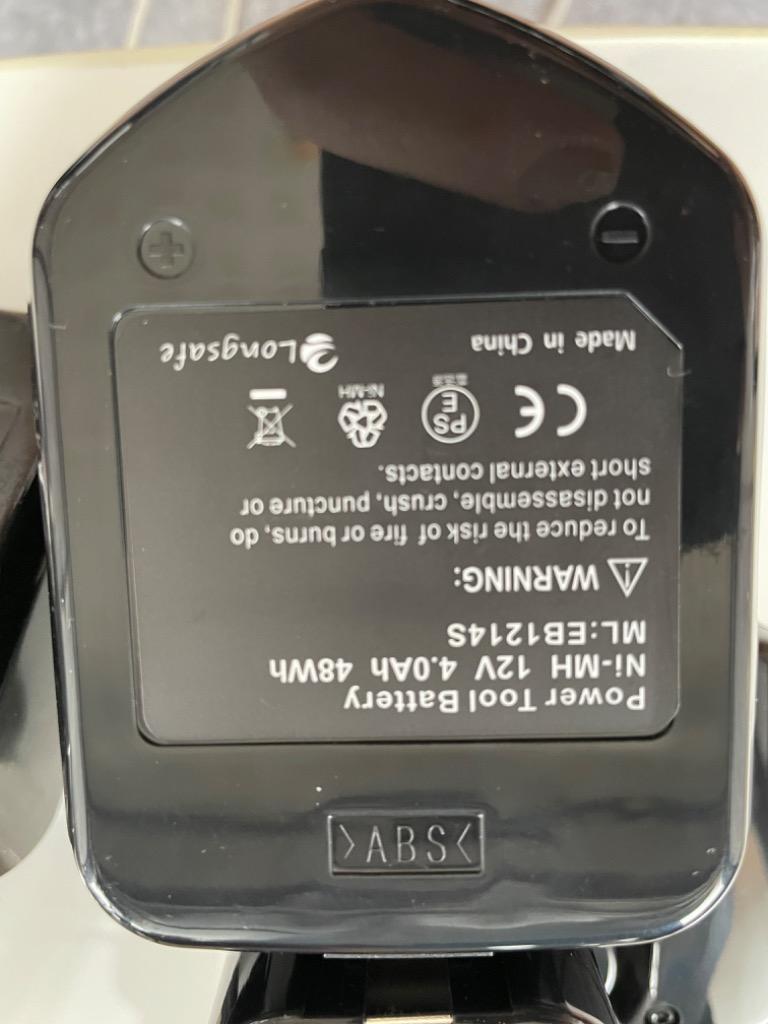 Power Tool Battery
Ni-MH 12V 4.0Ah 48Wh
ML:EB1214S
WARNING:
To reduce the risk of fire or burns, do
not disassemble, crush, puncture or
short external contacts.
CE PS E Ni-MH
Made in China Longsafe
>ABS<